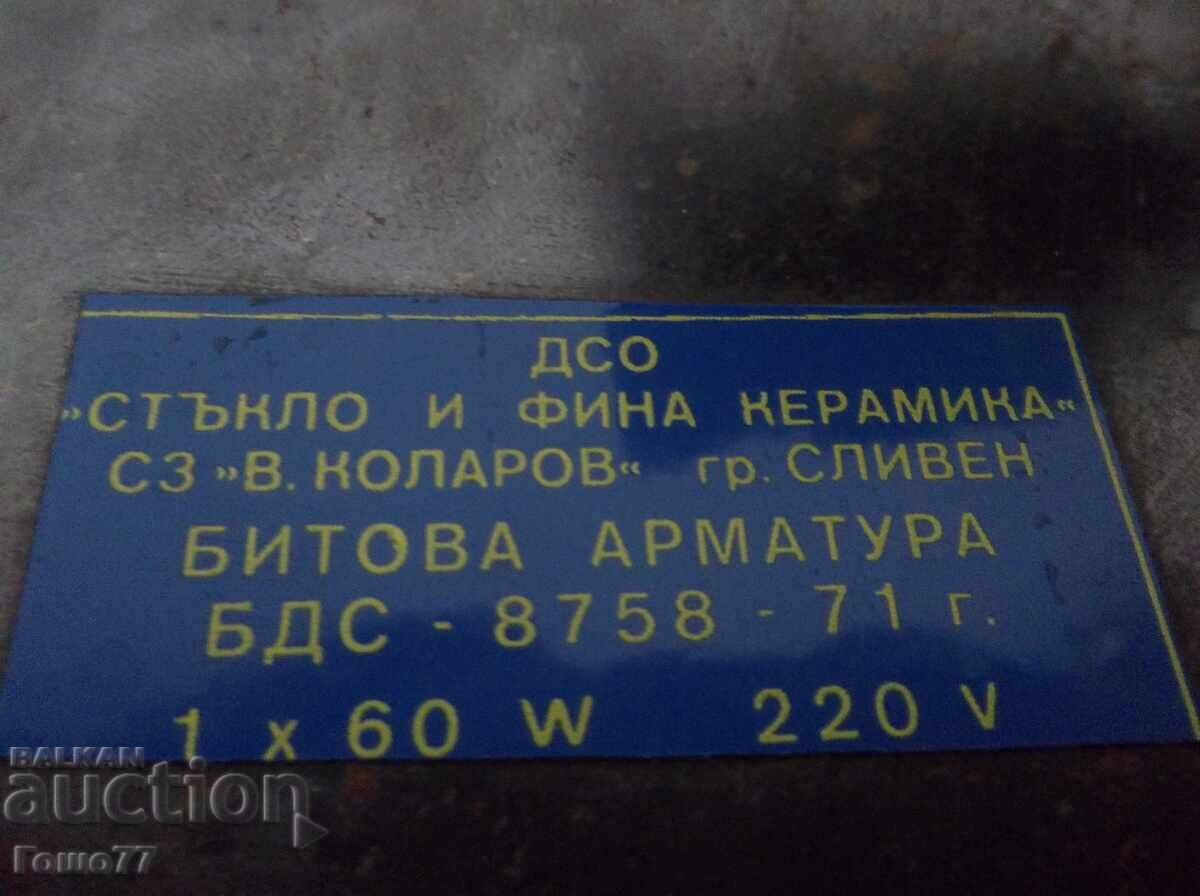 ДСО
»СТЪКЛО И ФИНА КЕРАМИКА«
СЗ »В. КОЛАРОВ« гр. СЛИВЕН
БИТОВА АРМАТУРА
БДС - 8758 - 71 г.
1 x 60 W 220 V
BALKAN
auction
Гошо77